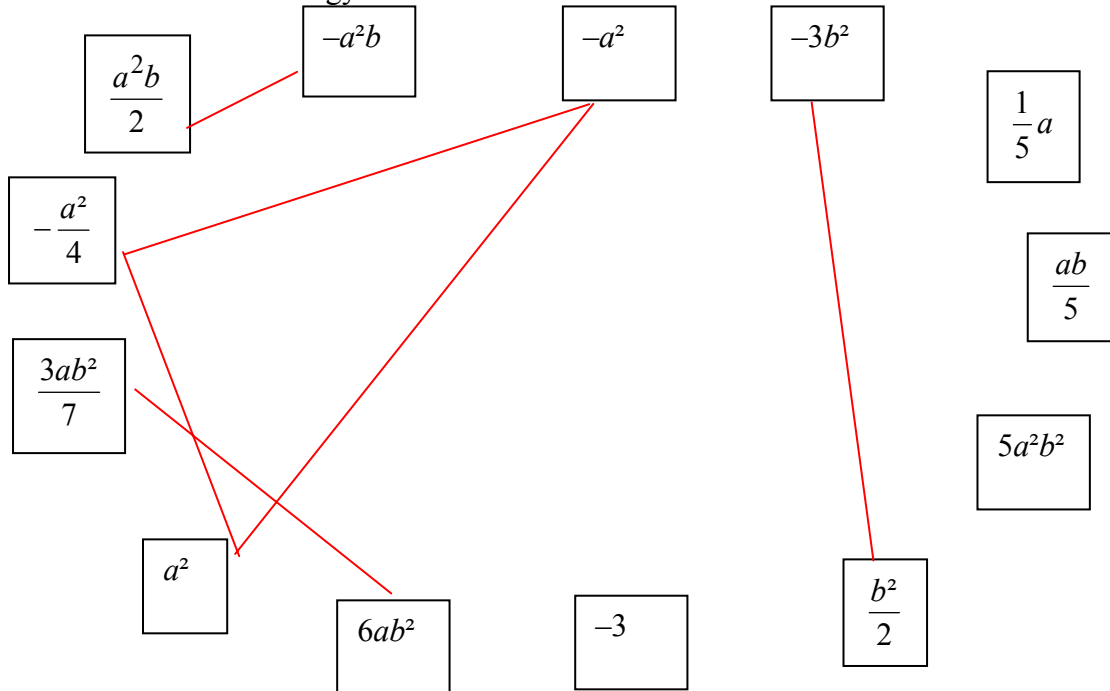 gy
–a²b
–a²
–3b²
a²b/2
1/5 a
–a²/4
ab/5
3ab²/7
5a²b²
a²
6ab²
–3
b²/2